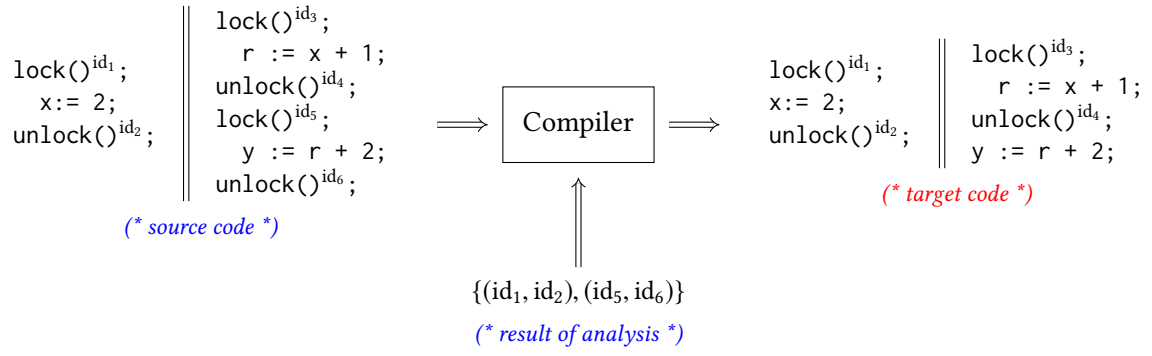 lock()^id₁;
x:= 2;
unlock()^id₂;
lock()^id₃;
r := x + 1;
unlock()^id₄;
lock()^id₅;
y := r + 2;
unlock()^id₆;
(* source code *)
Compiler
{(id₁, id₂), (id₅, id₆)}
(* result of analysis *)
lock()^id₁;
x:= 2;
unlock()^id₂;
lock()^id₃;
r := x + 1;
unlock()^id₄;
y := r + 2;
(* target code *)